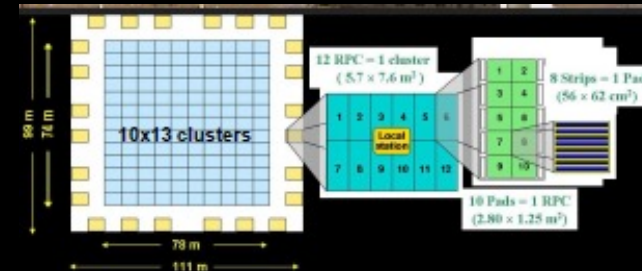 99 m
74 m
10x13 clusters
78 m
111 m
12 RPC = 1 cluster
( 5.7 × 7.6 m² )
1 2 3 4 5 6
Local
station
7 8 9 10 11 12
8 Strips = 1 Pad
(56 × 62 cm²)
1 2
3 4
5 6
7 8
9 10
10 Pads = 1 RPC
(2.80 × 1.25 m²)